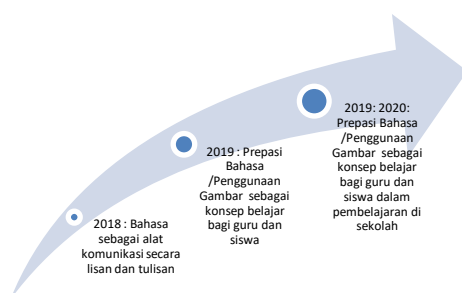 2018 : Bahasa
sebagai alat
komunikasi secara
lisan dan tulisan
2019 : Prepasi
Bahasa
/Penggunaan
Gambar sebagai
konsep belajar
bagi guru dan
siswa
2019: 2020:
Prepasi Bahasa
/Penggunaan
Gambar sebagai
konsep belajar
bagi guru dan
siswa dalam
pembelajaran di
sekolah